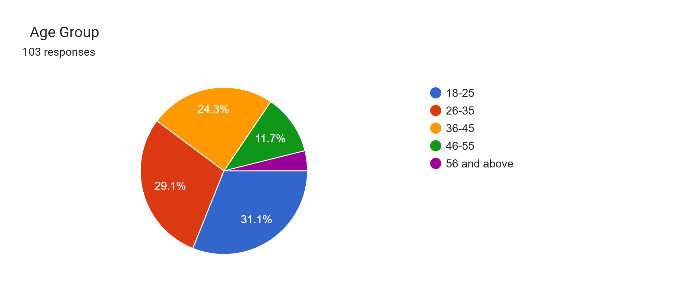 Age Group
103 responses
24.3%
11.7%
29.1%
31.1%
18-25
26-35
36-45
46-55
56 and above